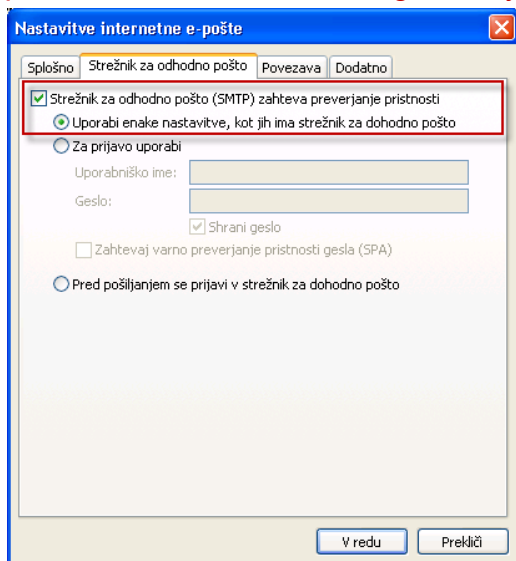 Nastavitve internetne e-pošte
Splošno Strežnik za odhodno pošto Povezava Dodatno
Strežnik za odhodno pošto (SMTP) zahteva preverjanje pristnosti
Uporabi enake nastavitve, kot jih ima strežnik za dohodno pošto
Za prijavo uporabi
Uporabniško ime:
Geslo:
Shrani geslo
Zahtevaj varno preverjanje pristnosti gesla (SPA)
Pred pošiljanjem se prijavi v strežnik za dohodno pošto
V redu Prekliči